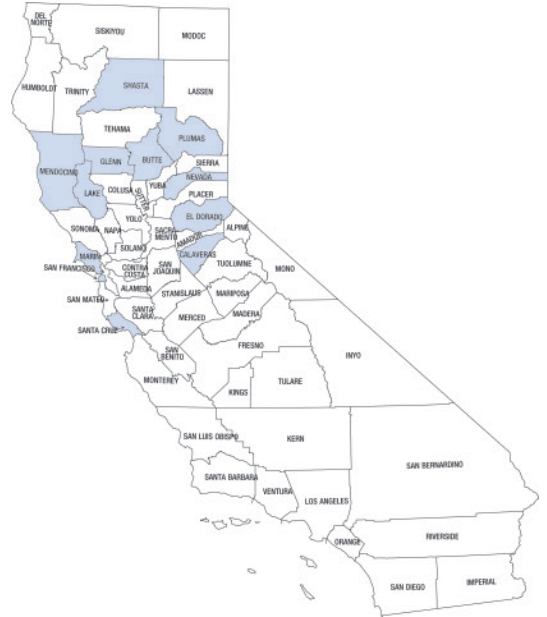 DEL
NORTE
SISKIYOU
MODOC
HUMBOLDT
TRINITY
SHASTA
LASSEN
TEHAMA
PLUMAS
MENDOCINO
GLENN
BUTTE
SIERRA
LAKE
COLUSA
SUTTER
YUBA
NEVADA
PLACER
SONOMA
NAPA
YOLO
SACRA-
MENTO
EL DORADO
AMADOR
ALPINE
MARIN
SOLANO
CALAVERAS
SAN FRANCISCO
CONTRA
COSTA
SAN
JOAQUIN
TUOLUMNE
MONO
ALAMEDA
SAN MATEO
SANTA
CLARA
STANISLAUS
MARIPOSA
SANTA CRUZ
MERCED
MADERA
SAN
BENITO
FRESNO
INYO
MONTEREY
KINGS
TULARE
SAN LUIS OBISPO
KERN
SAN BERNARDINO
SANTA BARBARA
VENTURA
LOS ANGELES
ORANGE
RIVERSIDE
SAN DIEGO
IMPERIAL